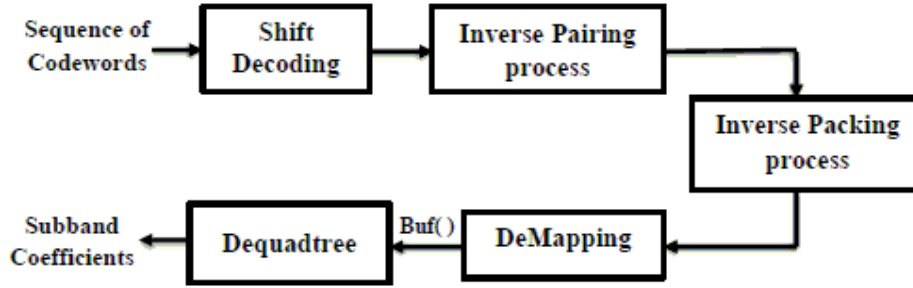 Sequence of
Codewords
Shift
Decoding
Inverse Pairing
process
Inverse Packing
process
DeMapping
Buf( )
Dequadtree
Subband
Coefficients